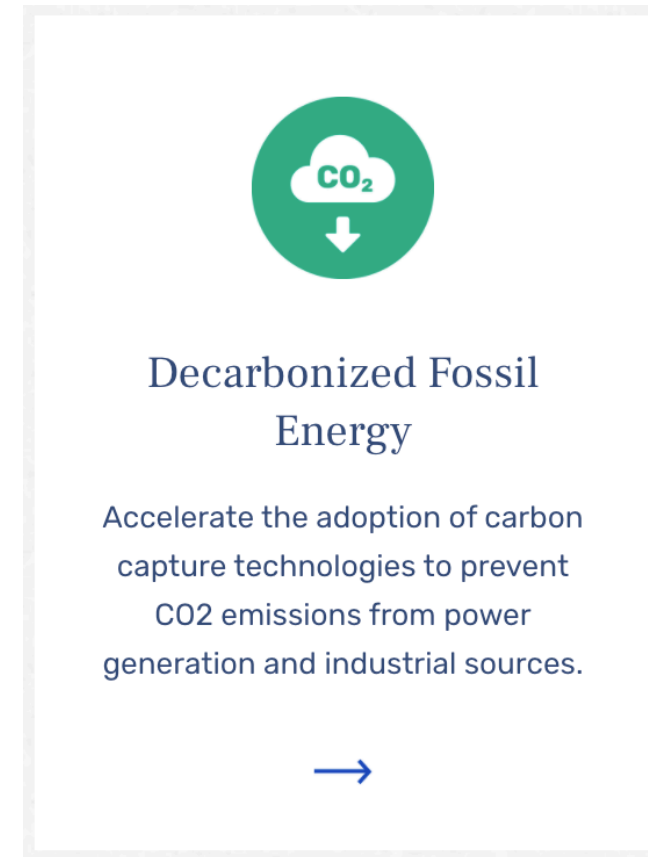 CO₂
Decarbonized Fossil
Energy
Accelerate the adoption of carbon
capture technologies to prevent
CO2 emissions from power
generation and industrial sources.